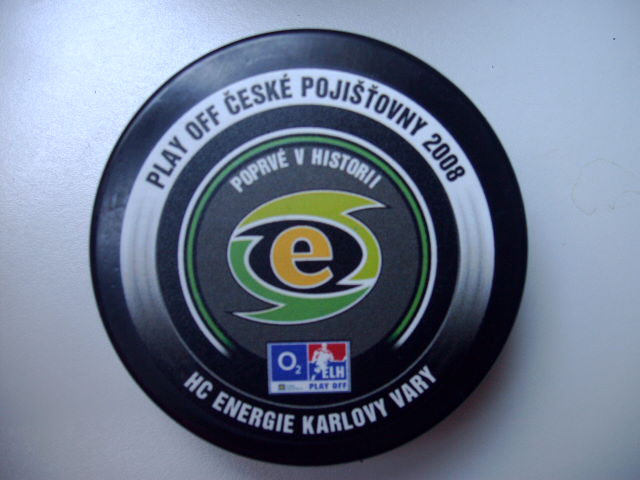 PLAY OFF ČESKÉ POJIŠŤOVNY 2008
POPRVÉ V HISTORII
e
O2
ELH
PLAY OFF
HC ENERGIE KARLOVY VARY